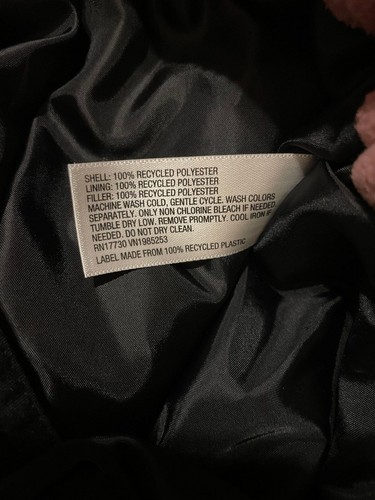 SHELL: 100% RECYCLED POLYESTER
LINING: 100% RECYCLED POLYESTER
FILLER: 100% RECYCLED POLYESTER
MACHINE WASH COLD, GENTLE CYCLE. WASH COLORS
SEPARATELY. ONLY NON CHLORINE BLEACH IF NEEDED.
TUMBLE DRY LOW. REMOVE PROMPTLY. COOL IRON IF
NEEDED. DO NOT DRY CLEAN.
RN17730 VN1985253
LABEL MADE FROM 100% RECYCLED PLASTIC